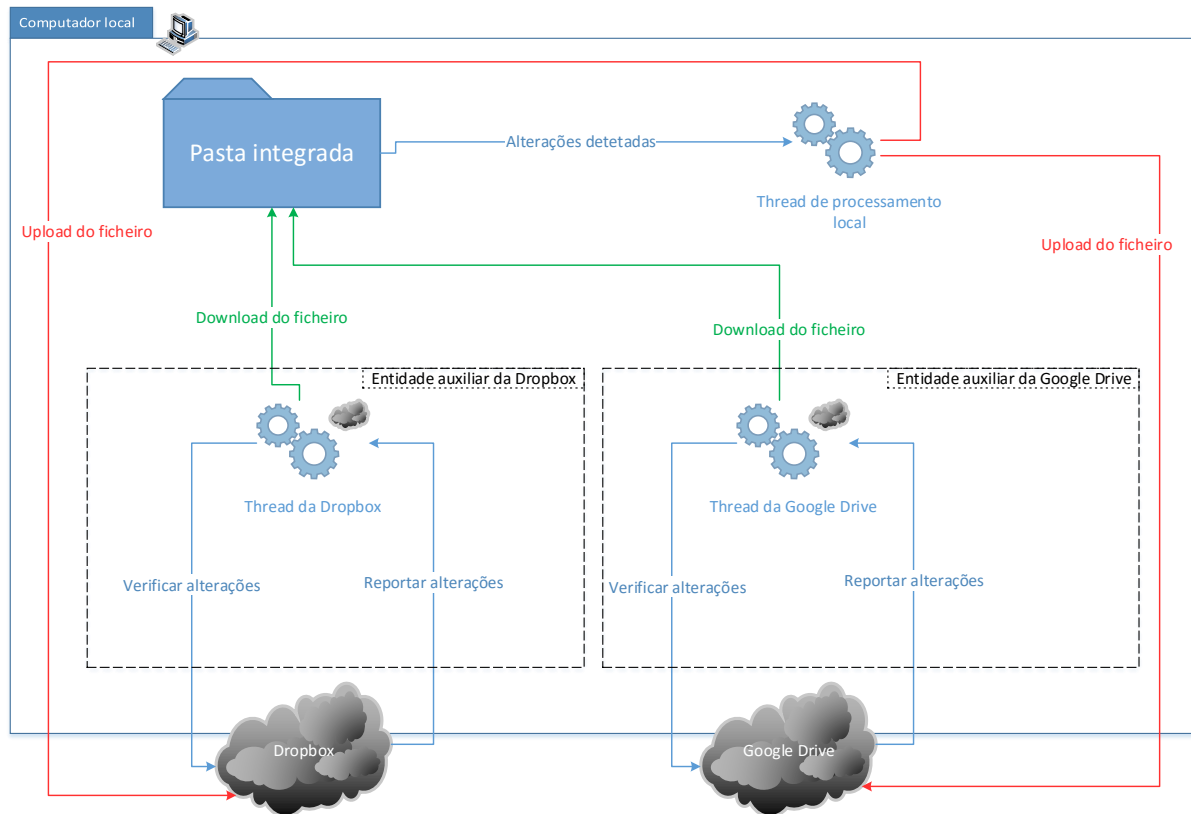 Computador local
Pasta integrada
Alterações detetadas
Thread de processamento
local
Upload do ficheiro
Upload do ficheiro
Download do ficheiro
Download do ficheiro
Entidade auxiliar da Dropbox
Entidade auxiliar da Google Drive
Thread da Dropbox
Thread da Google Drive
Verificar alterações
Reportar alterações
Verificar alterações
Reportar alterações
Dropbox
Google Drive